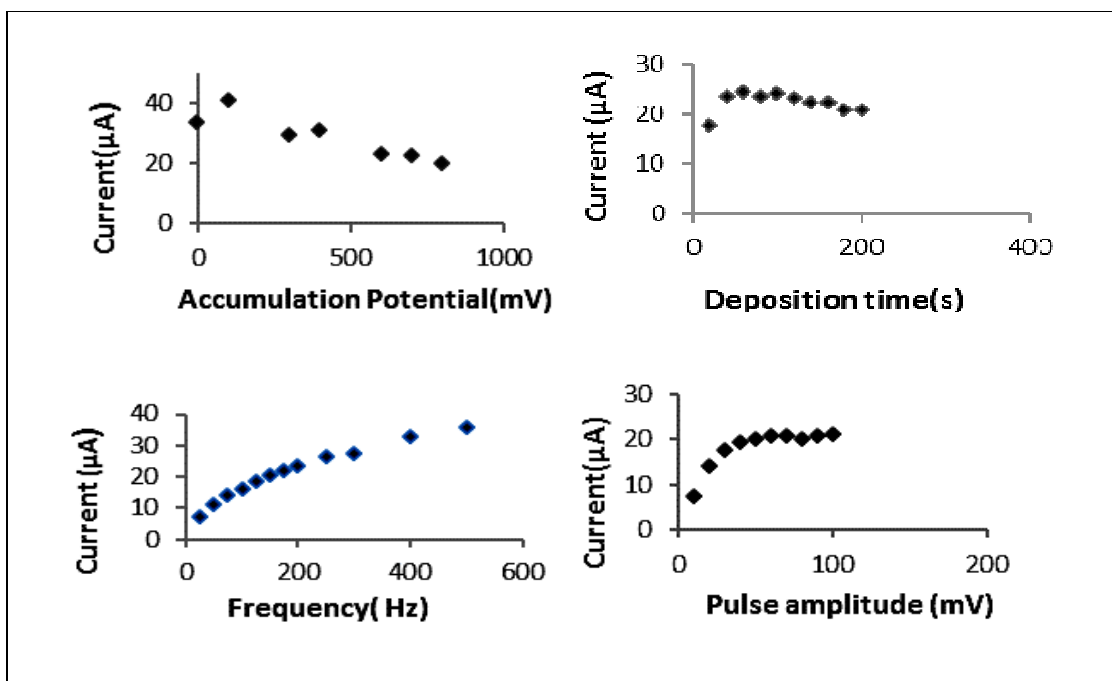 Current(µA)
40
20
0
0 500 1000
Accumulation Potential(mV)
Current (µA)
30
20
10
0
0 200 400
Deposition time(s)
Current (µA)
40
30
20
10
0
0 200 400 600
Frequency( Hz)
Current(µA)
30
20
10
0
0 100 200
Pulse amplitude (mV)